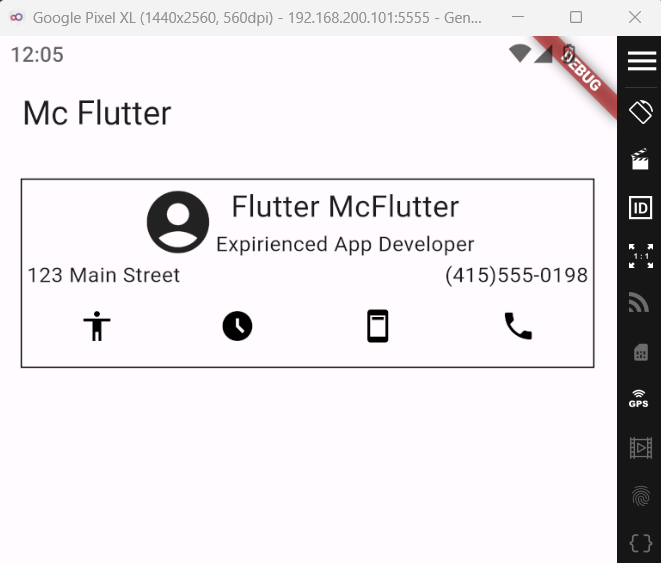 Google Pixel XL (1440x2560, 560dpi) - 192.168.200.101:5555 - Gen...
12:05
DEBUG
Mc Flutter
ID
Flutter McFlutter
Expirienced App Developer
1:1
123 Main Street
(415)555-0198
GPS